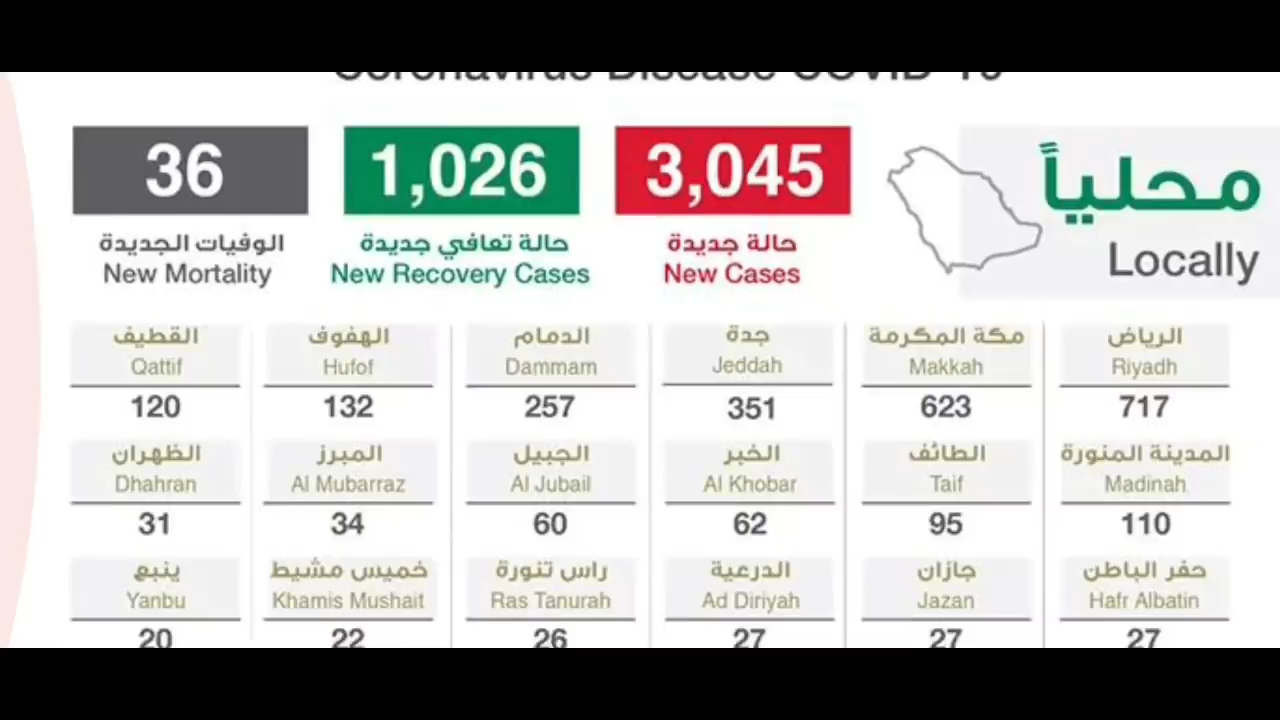 Coronavirus Disease COVID-19
محلياً
Locally
3,045
حالة جديدة
New Cases
1,026
حالة تعافي جديدة
New Recovery Cases
36
الوفيات الجديدة
New Mortality
الرياض
Riyadh
717
مكة المكرمة
Makkah
623
جدة
Jeddah
351
الدمام
Dammam
257
الهفوف
Hufof
132
القطيف
Qattif
120
المدينة المنورة
Madinah
110
الطائف
Taif
95
الخبر
Al Khobar
62
الجبيل
Al Jubail
60
المبرز
Al Mubarraz
34
الظهران
Dhahran
31
حفر الباطن
Hafr Albatin
27
جازان
Jazan
27
الدرعية
Ad Diriyah
27
راس تنورة
Ras Tanurah
26
خميس مشيط
Khamis Mushait
22
ينبع
Yanbu
20